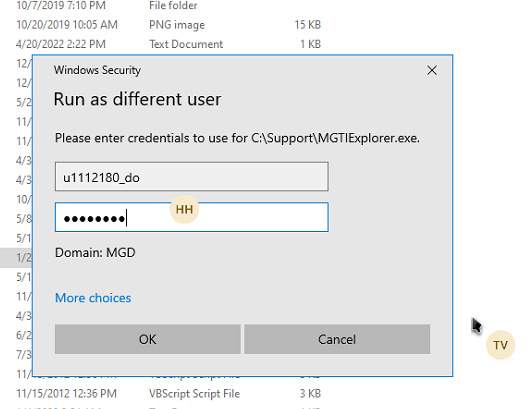 10/7/2019 7:10 PM File folder
10/20/2019 10:05 AM PNG image 15 KB
4/20/2022 2:22 PM Text Document 1 KB
Windows Security
Run as different user
Please enter credentials to use for C:\Support\MGTIExplorer.exe.
u1112180_do
●●●●●●●●
HH
Domain: MGD
More choices
OK Cancel
TV
11/15/2012 12:36 PM VBScript Script File 3 KB